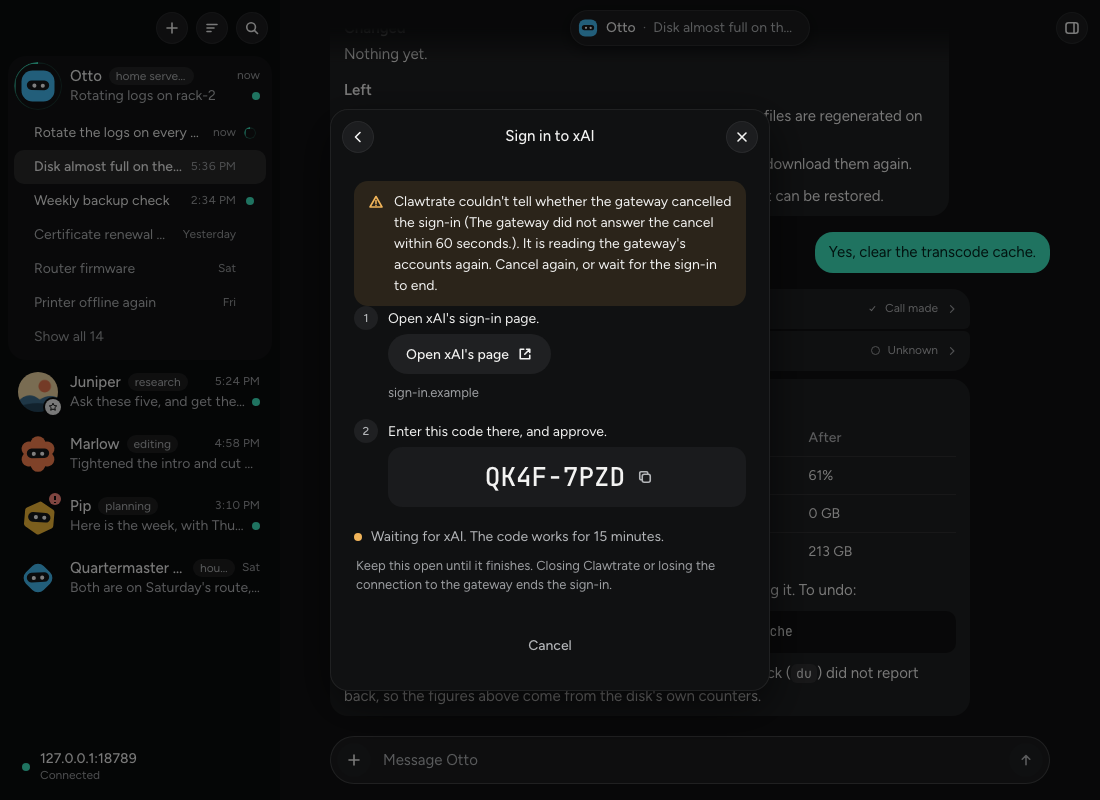 Otto · Disk almost full on th...
Otto home serve... now
Rotating logs on rack-2
Rotate the logs on every ... now
Disk almost full on the... 5:36 PM
Weekly backup check 2:34 PM
Certificate renewal ... Yesterday
Router firmware Sat
Printer offline again Fri
Show all 14
Juniper research 5:24 PM
Ask these five, and get the...
Marlow editing 4:58 PM
Tightened the intro and cut ...
Pip planning 3:10 PM
Here is the week, with Thu...
Quartermaster ... hou... Sat
Both are on Saturday's route,...
127.0.0.1:18789
Connected
Nothing yet.
Left
files are regenerated on
download them again.
can be restored.
Yes, clear the transcode cache.
Call made
Unknown
After
61%
0 GB
213 GB
it. To undo:
du ) did not report
back, so the figures above come from the disk's own counters.
Message Otto
Sign in to xAI
Clawtrate couldn't tell whether the gateway cancelled
the sign-in (The gateway did not answer the cancel
within 60 seconds.). It is reading the gateway's
accounts again. Cancel again, or wait for the sign-in
to end.
1 Open xAI's sign-in page.
Open xAI's page
sign-in.example
2 Enter this code there, and approve.
QK4F-7PZD
Waiting for xAI. The code works for 15 minutes.
Keep this open until it finishes. Closing Clawtrate or losing the
connection to the gateway ends the sign-in.
Cancel